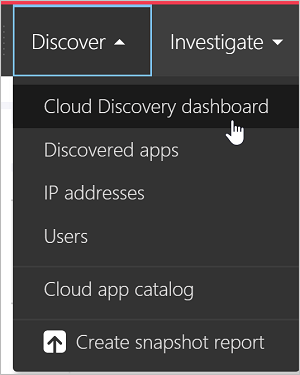 Discover Investigate
Cloud Discovery dashboard
Discovered apps
IP addresses
Users
Cloud app catalog
Create snapshot report